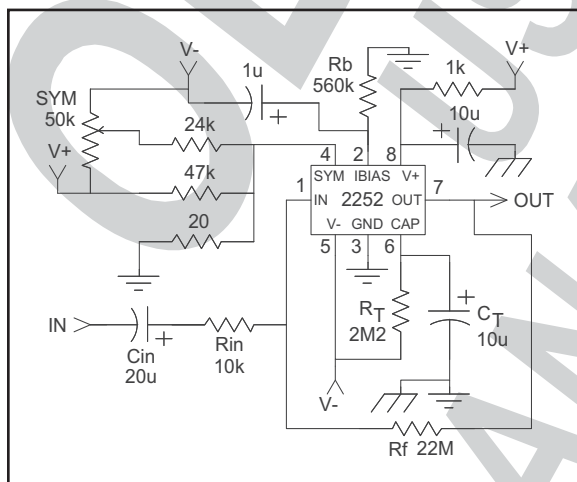 V-
V+
Rb
560k
1k
1u
+
SYM
50k
24k
10u
+
V+
47k
4
2
8
SYM
IBIAS
V+
1
IN
2252
OUT
7
OUT
20
V-
GND
CAP
5
3
6
IN
+
Cin
20u
Rin
10k
RT
2M2
+
CT
10u
V-
Rf
22M